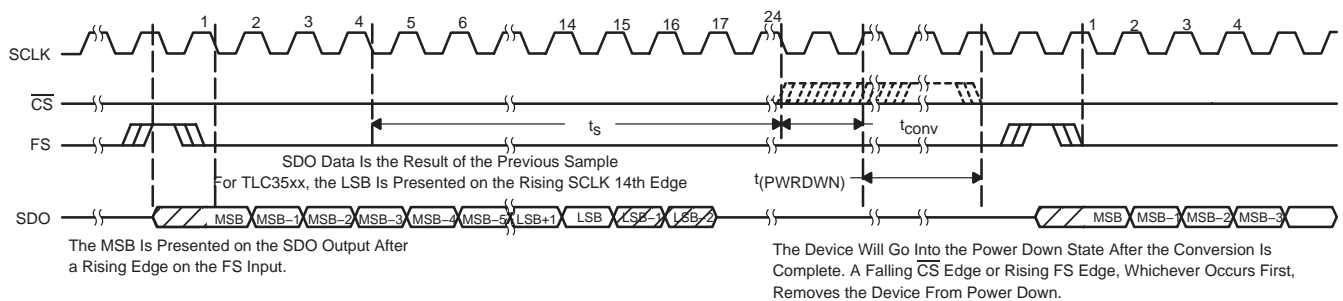 1 2 3 4 5 6 14 15 16 17 24 1 2 3 4
SCLK
CS
ts tconv
FS
SDO Data Is the Result of the Previous Sample
For TLC35xx, the LSB Is Presented on the Rising SCLK 14th Edge
t(PWRDWN)
SDO MSB MSB–1 MSB–2 MSB–3 MSB–4 MSB–5 LSB+1 LSB LSB–1 LSB–2 MSB MSB–1 MSB–2 MSB–3
The MSB Is Presented on the SDO Output After
a Rising Edge on the FS Input.
The Device Will Go Into the Power Down State After the Conversion Is
Complete. A Falling CS Edge or Rising FS Edge, Whichever Occurs First,
Removes the Device From Power Down.